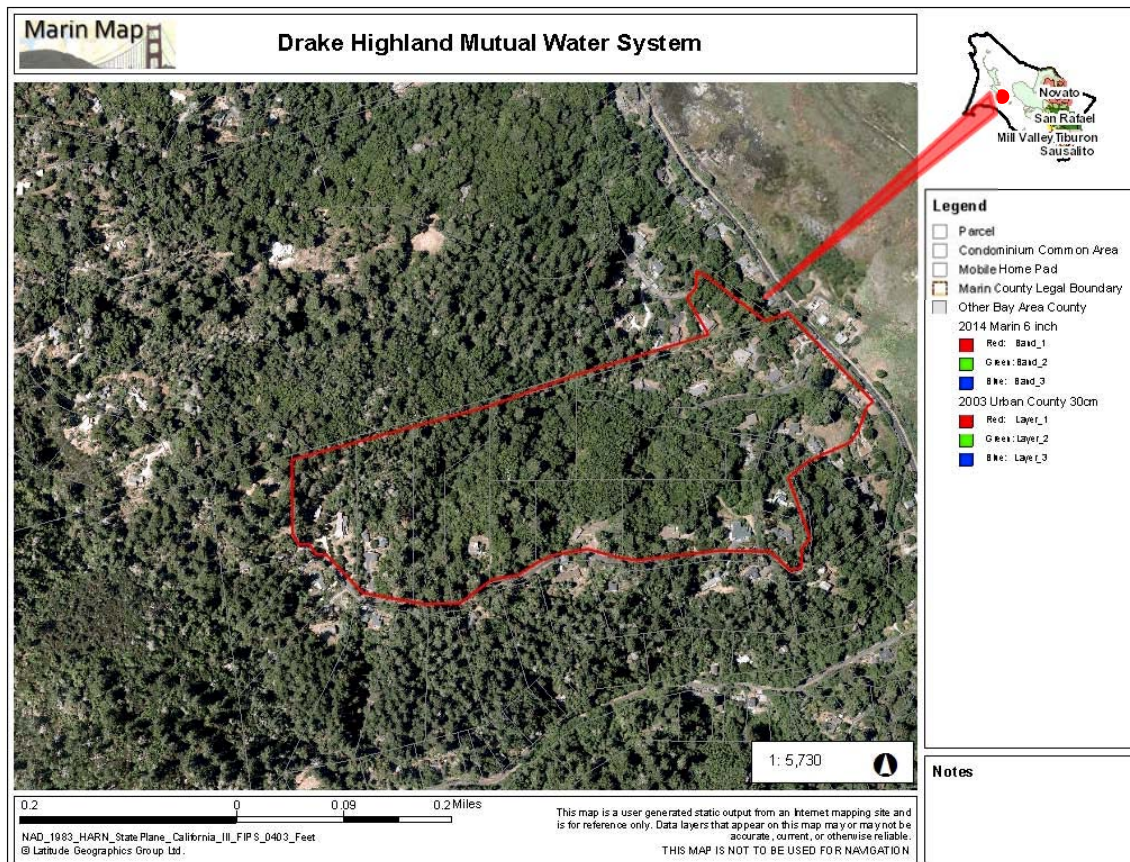 Marin Map
Drake Highland Mutual Water System
Novato
San Rafael
Mill Valley Tiburon
Sausalito
Legend
Parcel
Condominium Common Area
Mobile Home Pad
Marin County Legal Boundary
Other Bay Area County
2014 Marin 6 inch
Red: Band_1
Green: Band_2
Blue: Band_3
2003 Urban County 30cm
Red: Layer_1
Green: Layer_2
Blue: Layer_3
1: 5,730
Notes
0.2 0 0.09 0.2 Miles
NAD_1983_HARN_StatePlane_California_III_FIPS_0403_Feet
© Latitude Geographics Group Ltd.
This map is a user generated static output from an Internet mapping site and
is for reference only. Data layers that appear on this map may or may not be
accurate, current, or otherwise reliable.
THIS MAP IS NOT TO BE USED FOR NAVIGATION